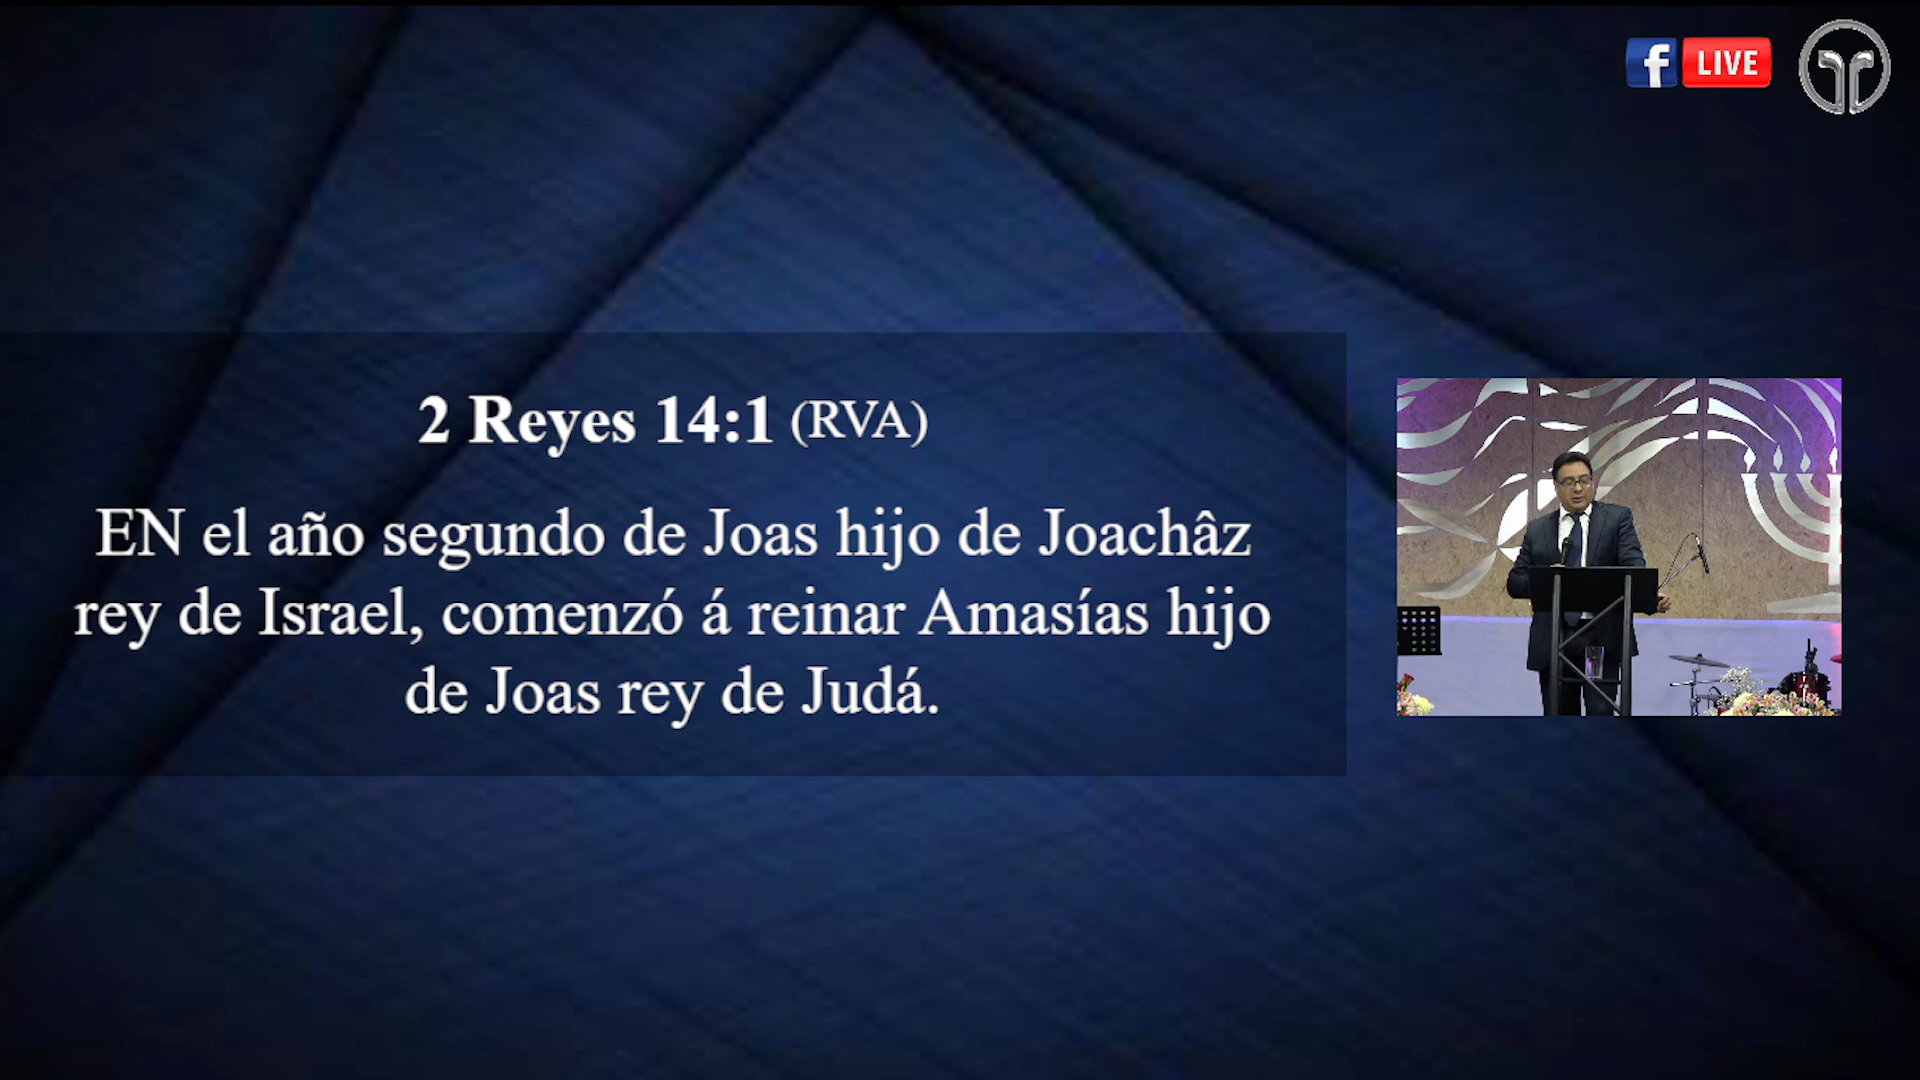 f LIVE
2 Reyes 14:1 (RVA)
EN el año segundo de Joas hijo de Joachâz
rey de Israel, comenzó á reinar Amasías hijo
de Joas rey de Judá.